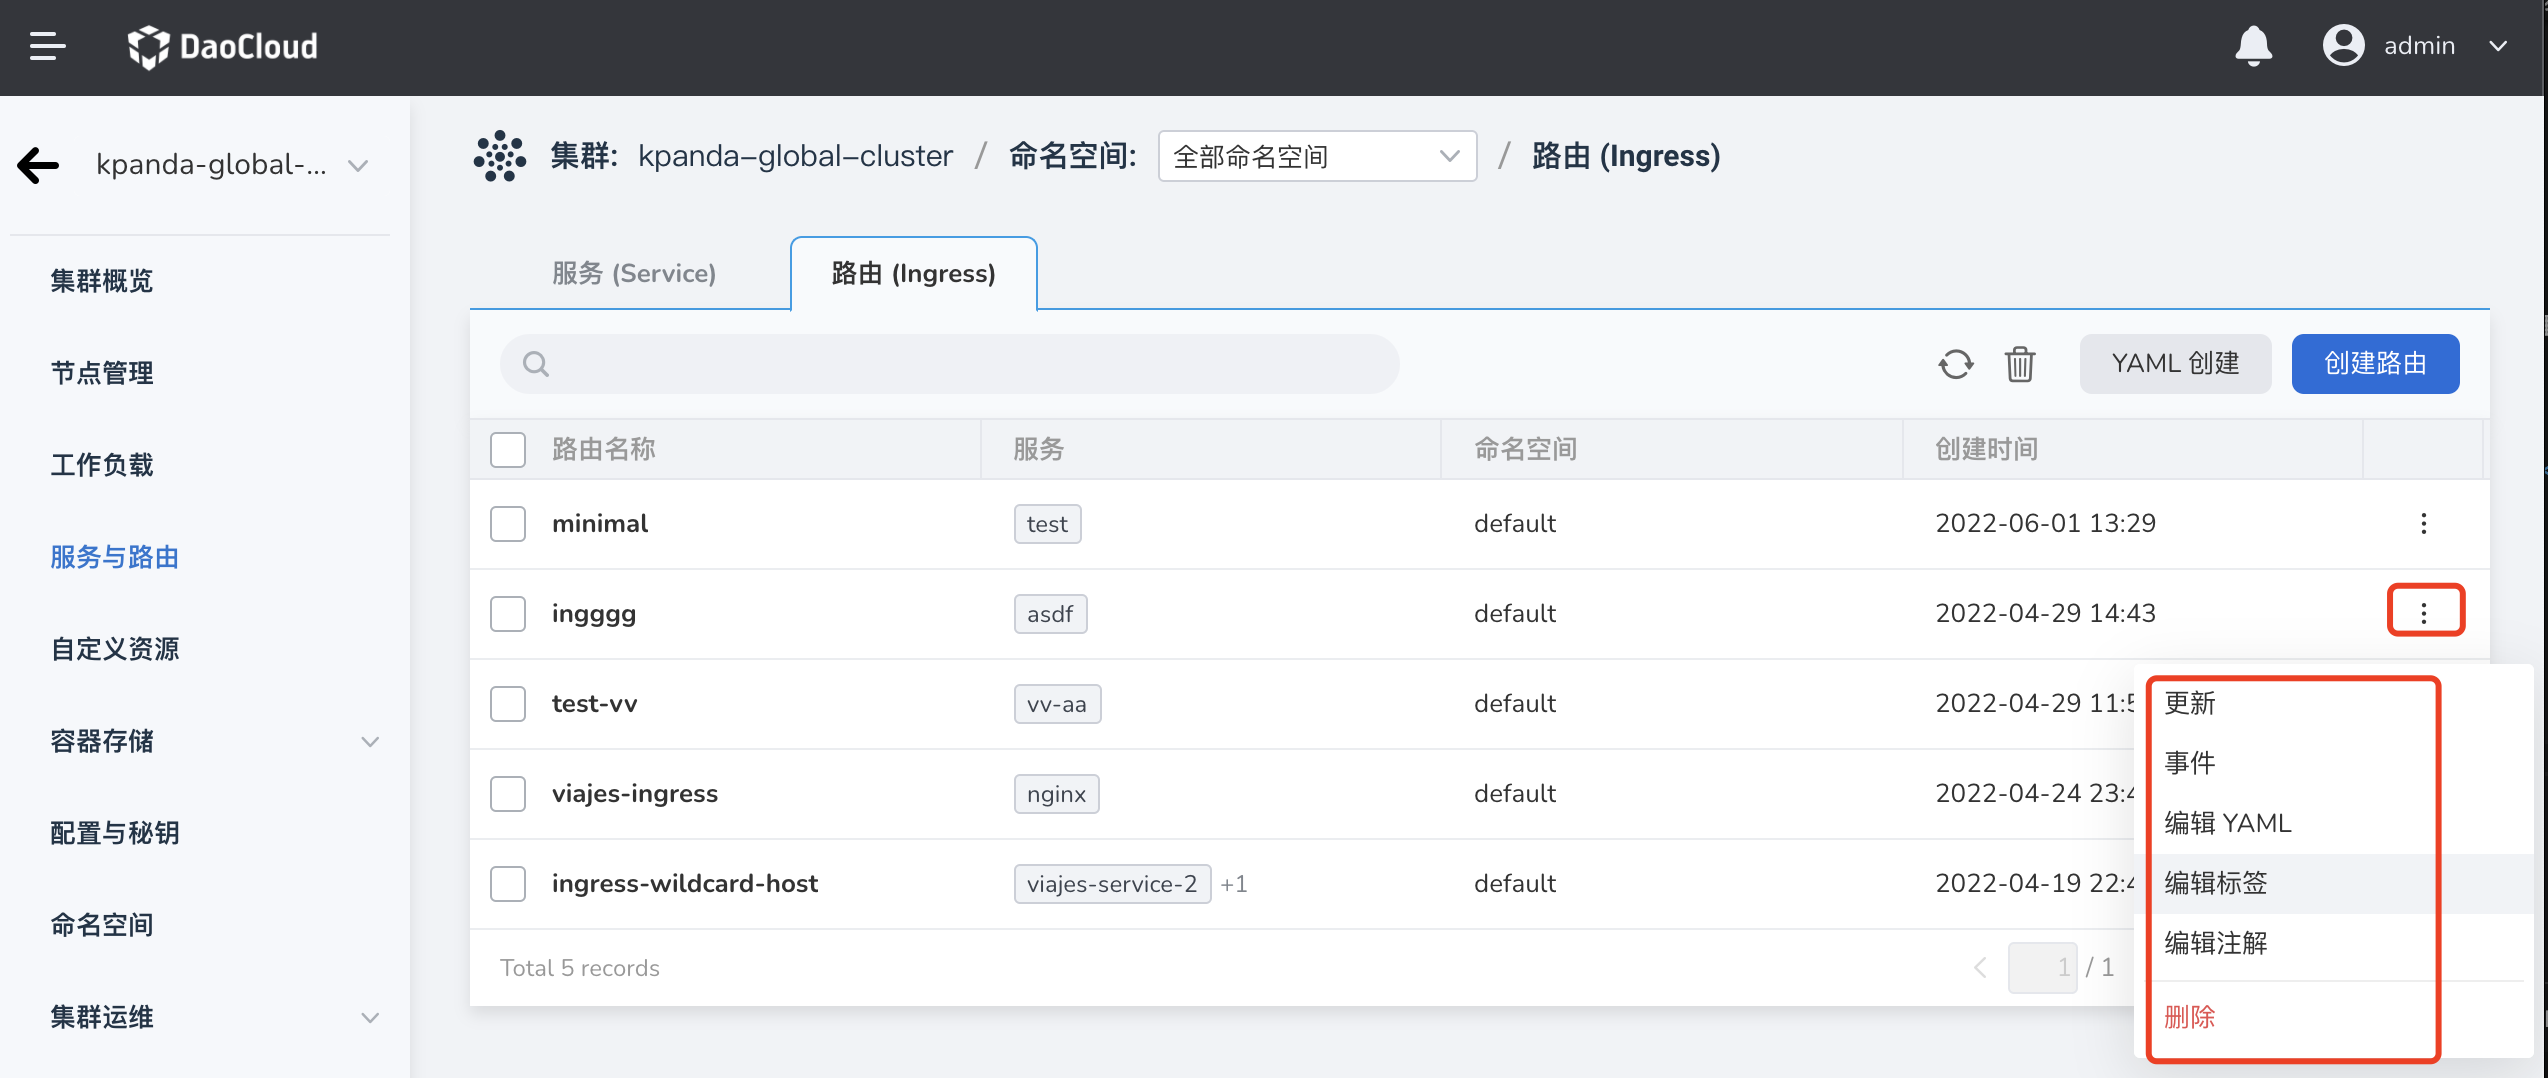 DaoCloud
admin
kpanda-global-...
集群: kpanda-global-cluster / 命名空间: 全部命名空间 / 路由 (Ingress)
集群概览
节点管理
工作负载
服务与路由
自定义资源
容器存储
配置与秘钥
命名空间
集群运维
服务 (Service)
路由 (Ingress)
YAML 创建
创建路由
路由名称 服务 命名空间 创建时间
minimal test default 2022-06-01 13:29
ingggg asdf default 2022-04-29 14:43
test-vv vv-aa default 2022-04-29 11:5
viajes-ingress nginx default 2022-04-24 23:4
ingress-wildcard-host viajes-service-2 +1 default 2022-04-19 22:4
Total 5 records
1 / 1
更新
事件
编辑 YAML
编辑标签
编辑注解
删除